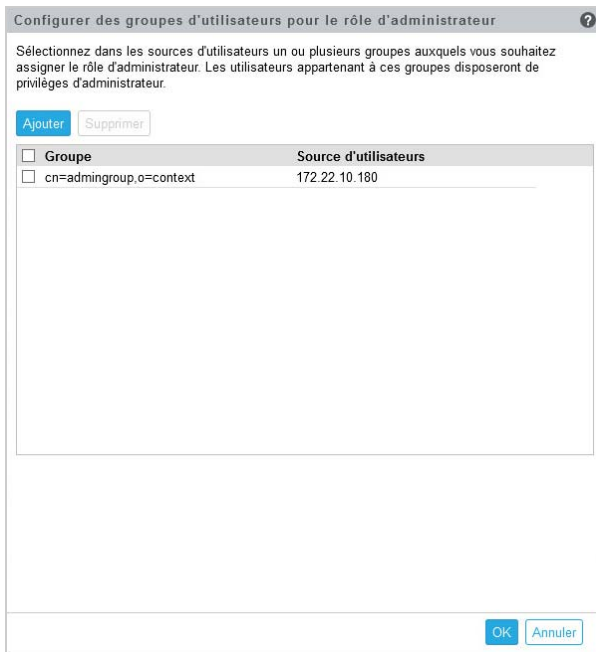 Configurer des groupes d'utilisateurs pour le rôle d'administrateur ?
Sélectionnez dans les sources d'utilisateurs un ou plusieurs groupes auxquels vous souhaitez
assigner le rôle d'administrateur. Les utilisateurs appartenant à ces groupes disposeront de
privilèges d'administrateur.
Ajouter Supprimer
Groupe Source d'utilisateurs
cn=admingroup,o=context 172.22.10.180
OK Annuler